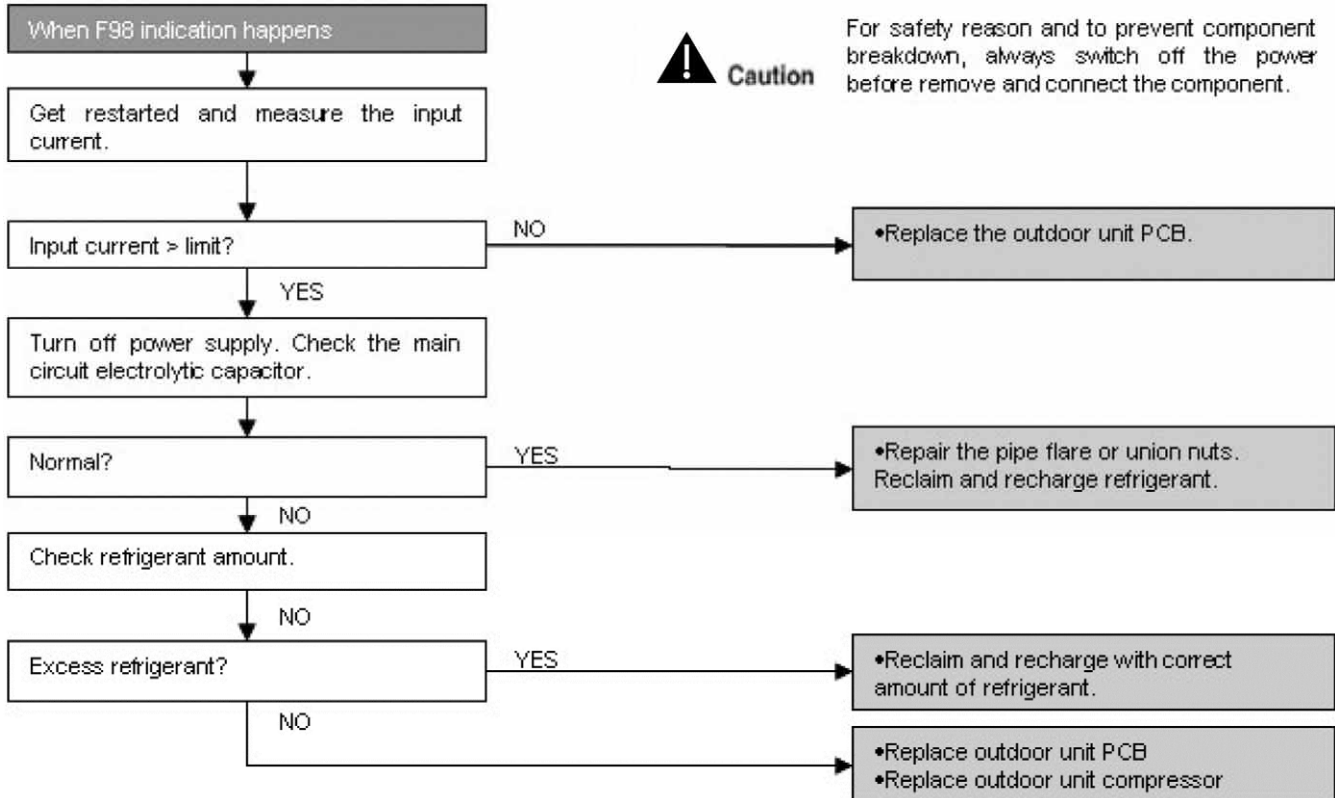 When F98 indication happens
Caution
For safety reason and to prevent component
breakdown, always switch off the power
before remove and connect the component.
Get restarted and measure the input
current.
Input current > limit?
NO
•Replace the outdoor unit PCB.
YES
Turn off power supply. Check the main
circuit electrolytic capacitor.
Normal?
YES
•Repair the pipe flare or union nuts.
Reclaim and recharge refrigerant.
NO
Check refrigerant amount.
NO
Excess refrigerant?
YES
•Reclaim and recharge with correct
amount of refrigerant.
NO
•Replace outdoor unit PCB
•Replace outdoor unit compressor